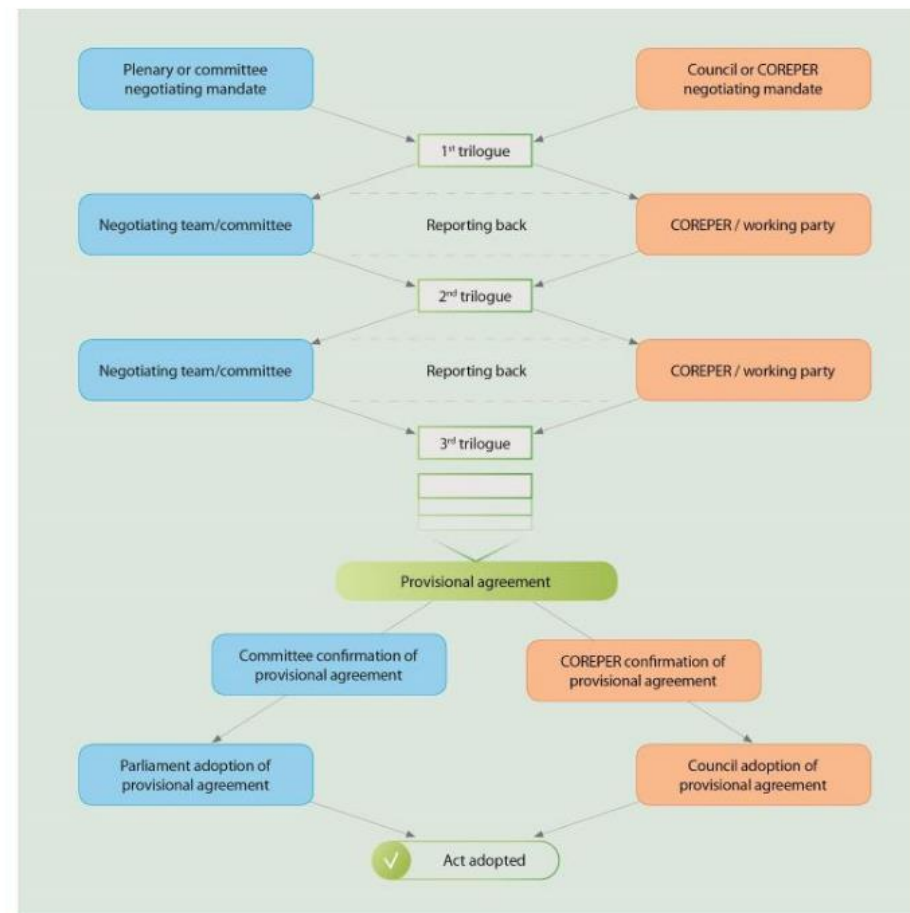 Plenary or committee
negotiating mandate
Council or COREPER
negotiating mandate
1st trilogue
Negotiating team/committee
Reporting back
COREPER / working party
2nd trilogue
Negotiating team/committee
Reporting back
COREPER / working party
3rd trilogue
Provisional agreement
Committee confirmation of
provisional agreement
COREPER confirmation of
provisional agreement
Parliament adoption of
provisional agreement
Council adoption of
provisional agreement
Act adopted